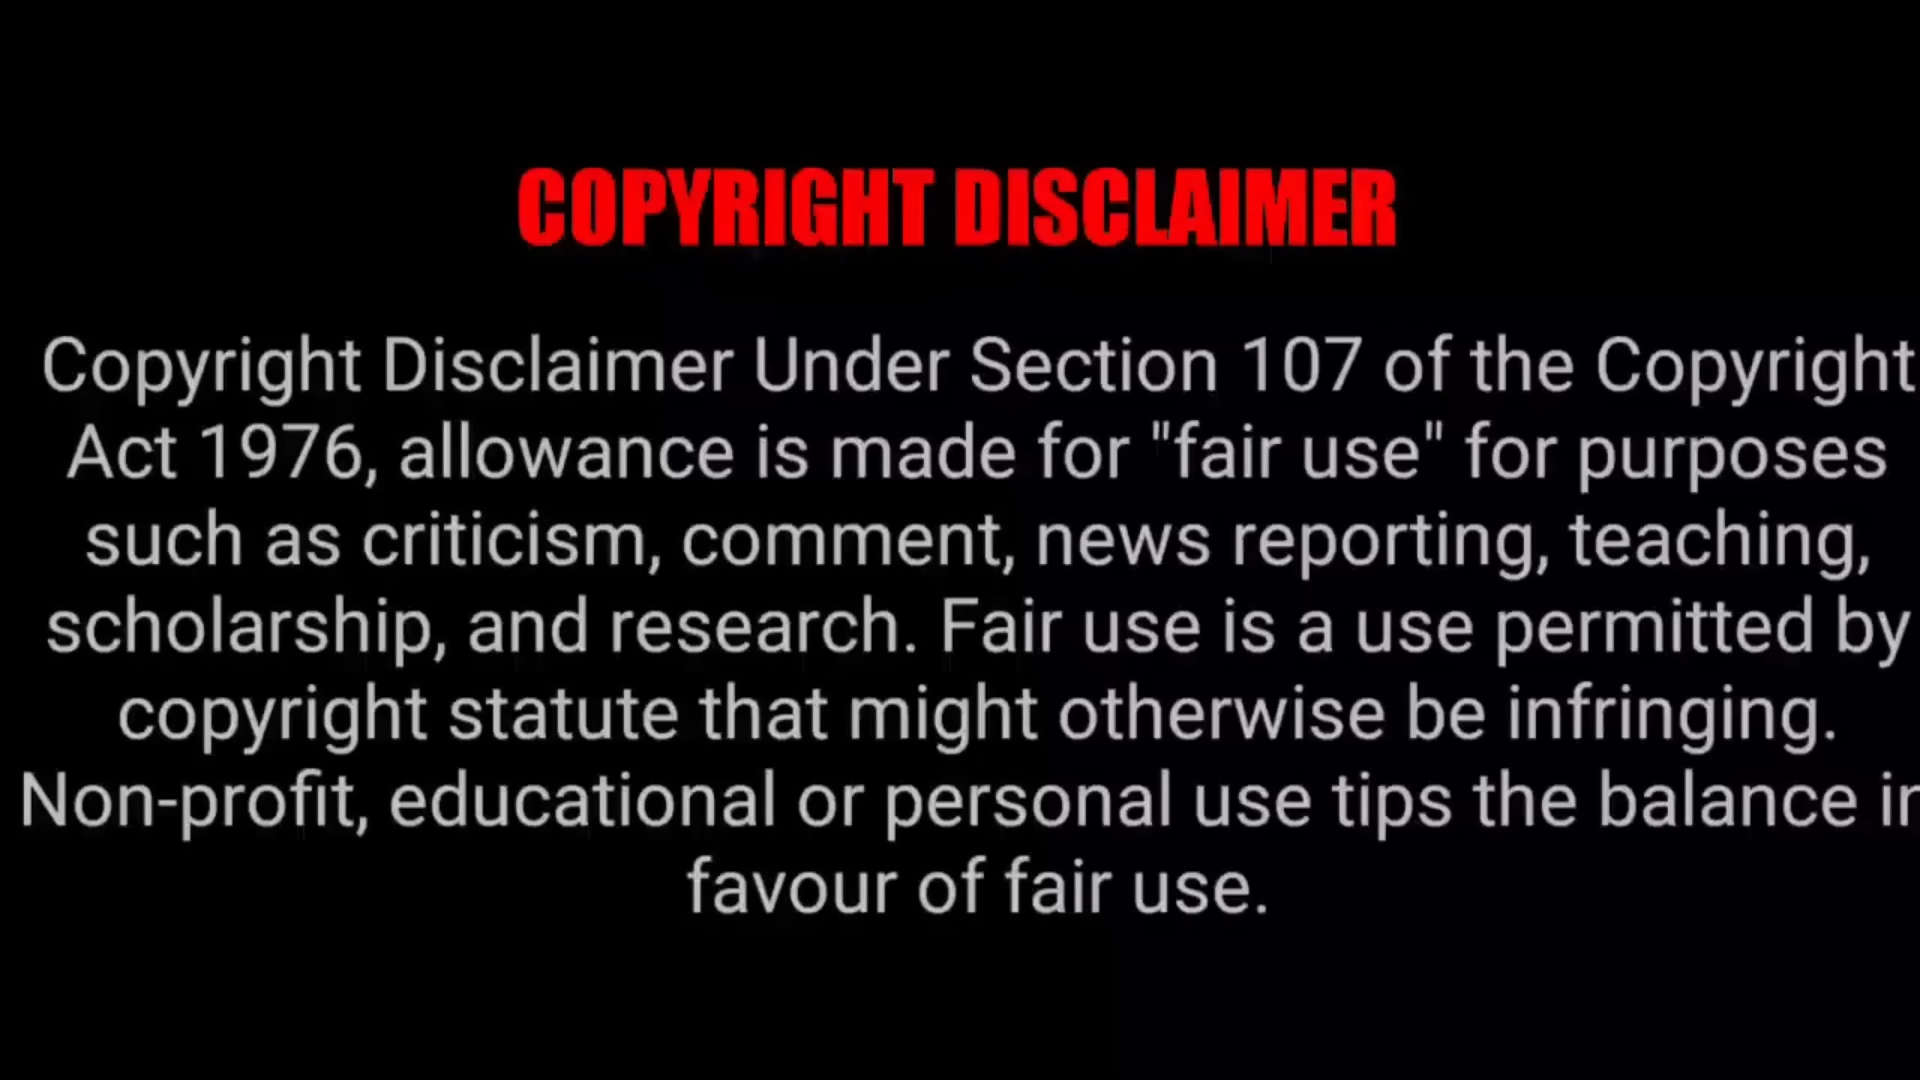 COPYRIGHT DISCLAIMER
Copyright Disclaimer Under Section 107 of the Copyright
Act 1976, allowance is made for "fair use" for purposes
such as criticism, comment, news reporting, teaching,
scholarship, and research. Fair use is a use permitted by
copyright statute that might otherwise be infringing.
Non-profit, educational or personal use tips the balance in
favour of fair use.